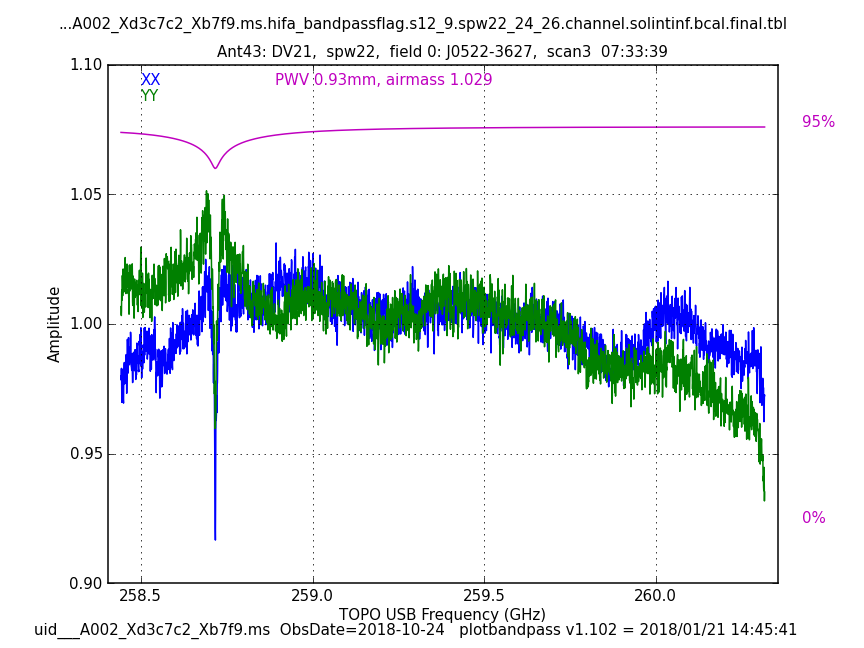 ...A002_Xd3c7c2_Xb7f9.ms.hifa_bandpassflag.s12_9.spw22_24_26.channel.solintinf.bcal.final.tbl
Ant43: DV21, spw22, field 0: J0522-3627, scan3 07:33:39
1.10
XX
PWV 0.93mm, airmass 1.029
YY
95%
1.05
Amplitude
1.00
0.95
0%
0.90
258.5 259.0 259.5 260.0
TOPO USB Frequency (GHz)
uid___A002_Xd3c7c2_Xb7f9.ms ObsDate=2018-10-24 plotbandpass v1.102 = 2018/01/21 14:45:41